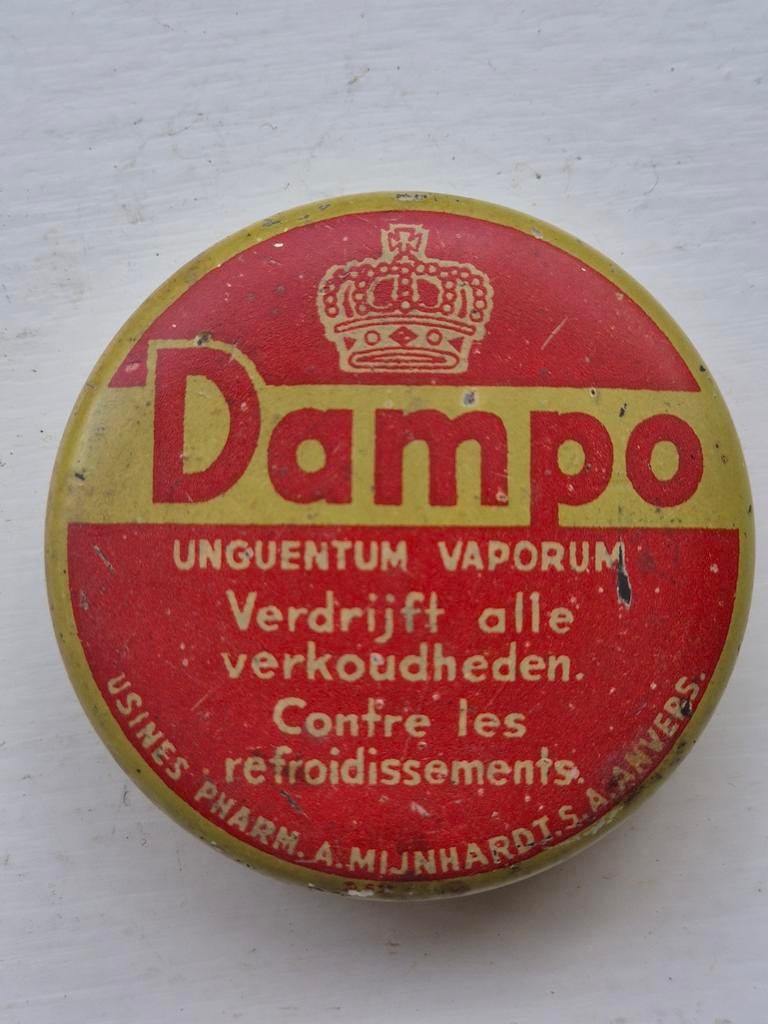 Dampo
UNGUENTUM VAPORUM
Verdrijft alle
verkoudheden.
Contre les
refroidissements.
USINES PHARM. A. MIJNHARDT. S. A. ANVERS.